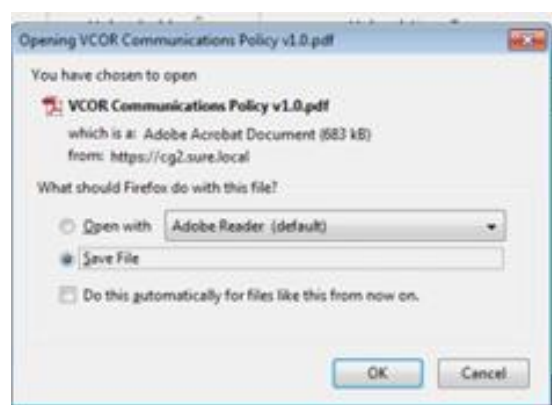 Opening VCOR Communications Policy v1.0.pdf
You have chosen to open
VCOR Communications Policy v1.0.pdf
which is a: Adobe Acrobat Document (683 kB)
from: https://cg2.sure.local
What should Firefox do with this file?
Open with Adobe Reader (default)
Save File
Do this automatically for files like this from now on.
OK Cancel